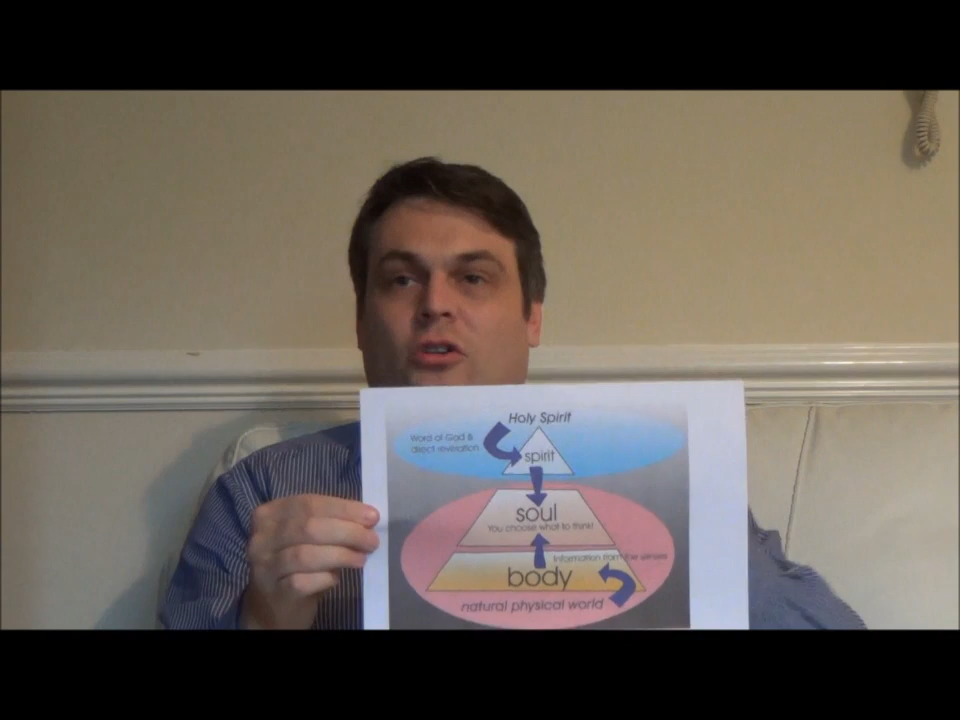 Holy Spirit
Word of God &
direct revelation
spirit
soul
You choose what to think!
Information from the senses
body
natural physical world